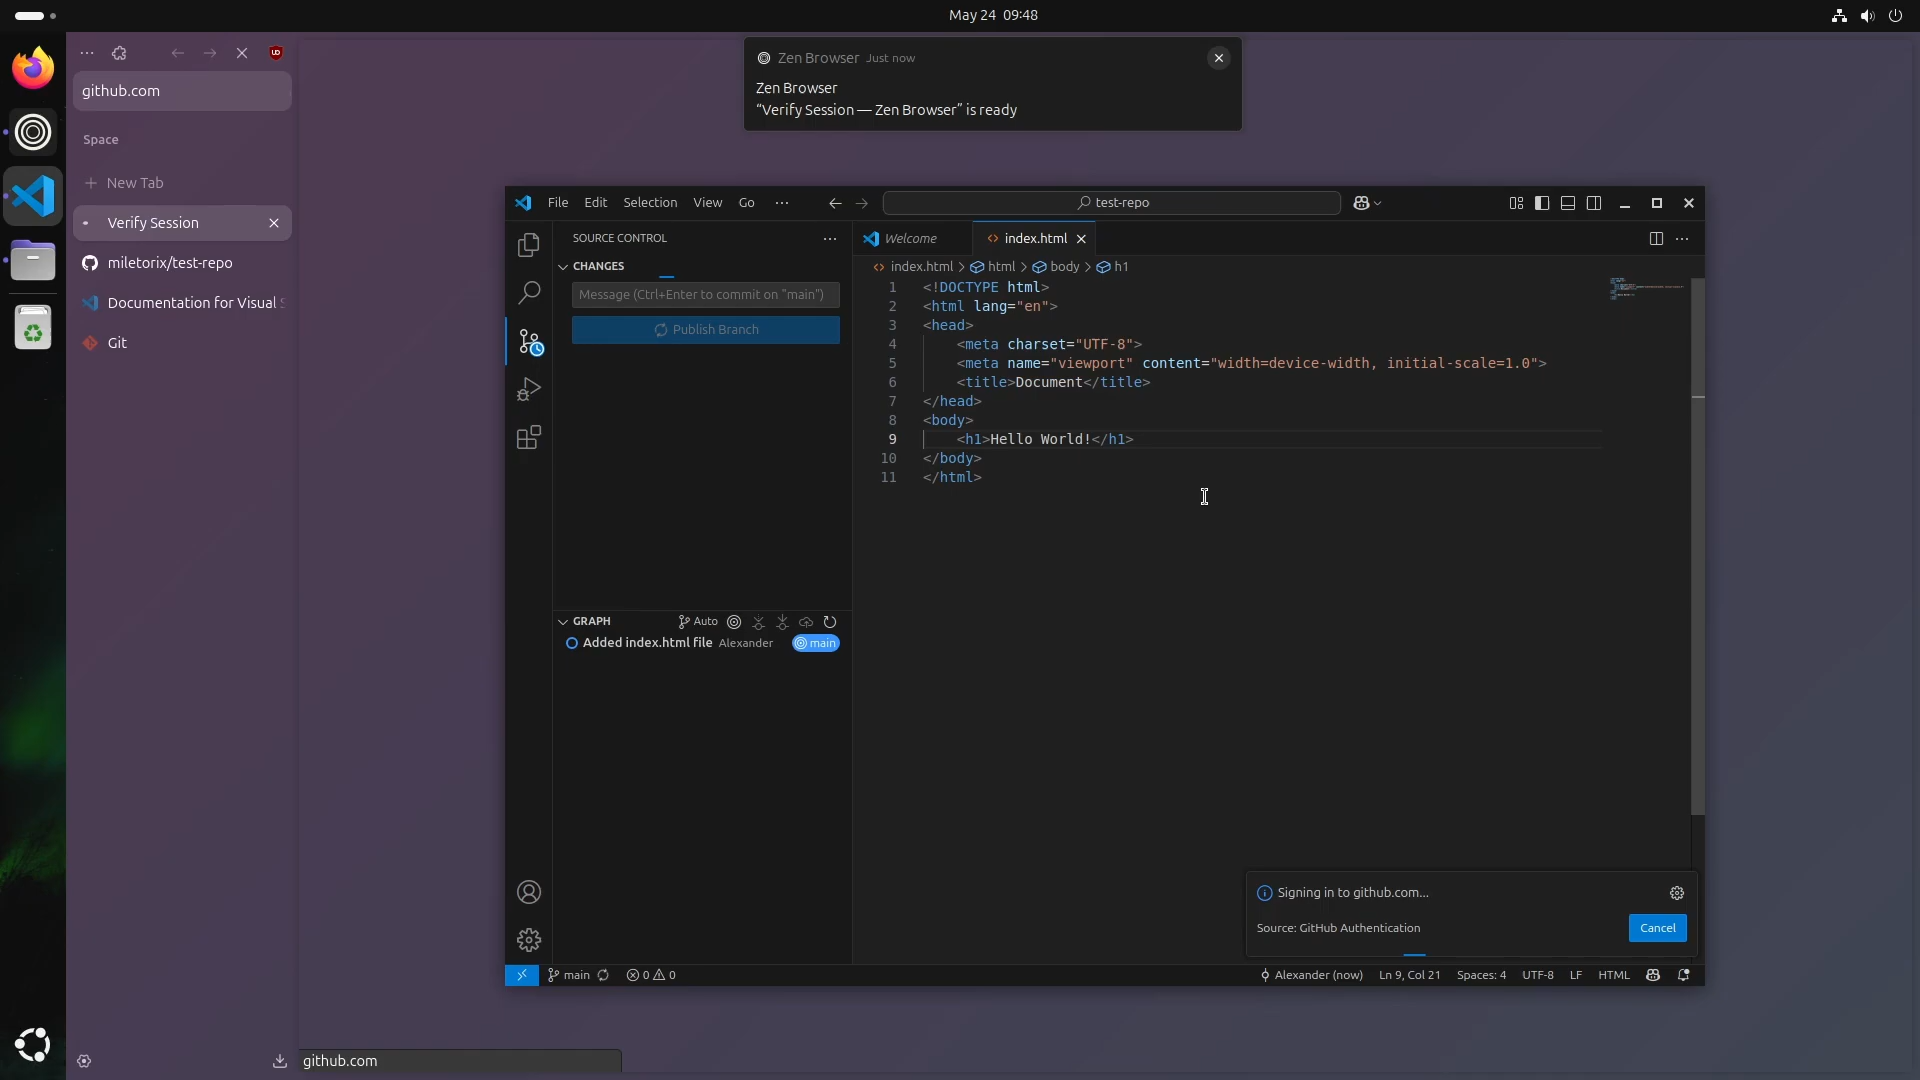 May 24 09:48
github.com
Space
New Tab
Verify Session
miletorix/test-repo
Documentation for Visual S
Git
Zen Browser Just now
Zen Browser
“Verify Session — Zen Browser” is ready
File Edit Selection View Go
test-repo
SOURCE CONTROL
Welcome
index.html
CHANGES
index.html > html > body > h1
Message (Ctrl+Enter to commit on "main")
Publish Branch
1 <!DOCTYPE html>
2 <html lang="en">
3 <head>
4 <meta charset="UTF-8">
5 <meta name="viewport" content="width=device-width, initial-scale=1.0">
6 <title>Document</title>
7 </head>
8 <body>
9 <h1>Hello World!</h1>
10 </body>
11 </html>
GRAPH
Auto
Added index.html file Alexander main
Signing in to github.com...
Source: GitHub Authentication
Cancel
main
0 0
Alexander (now) Ln 9, Col 21 Spaces: 4 UTF-8 LF HTML
github.com